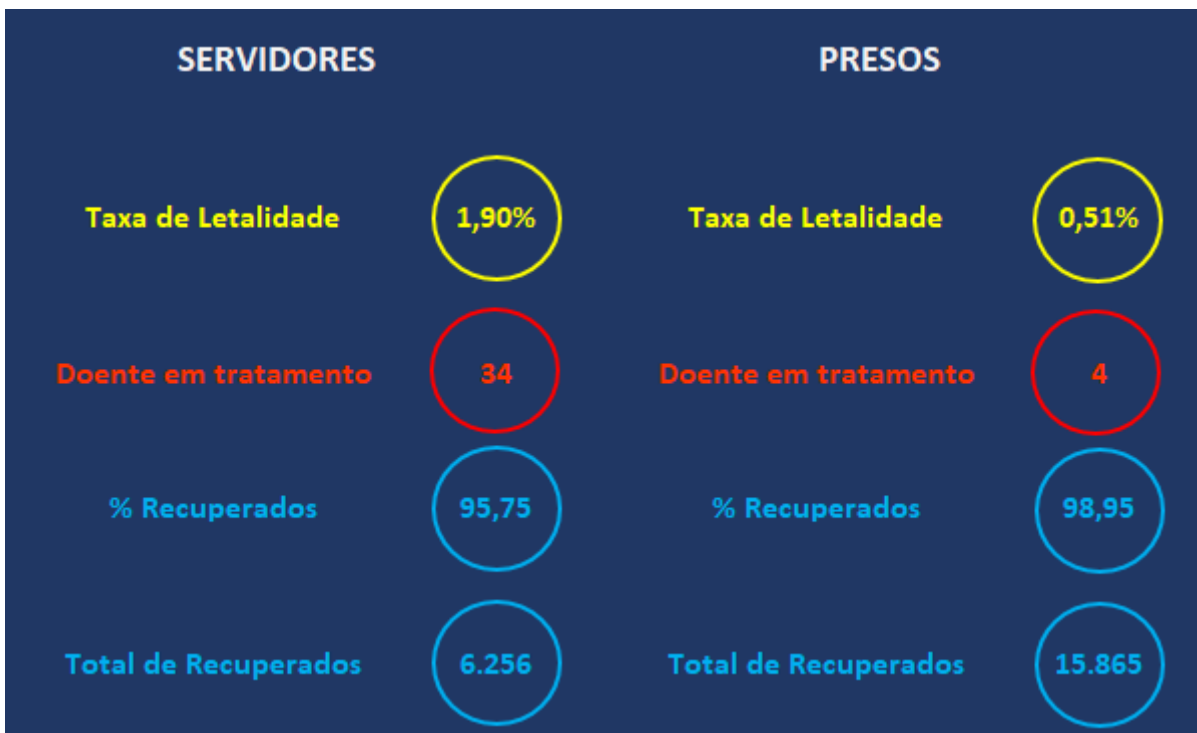 SERVIDORES
Taxa de Letalidade 1,90%
Doente em tratamento 34
% Recuperados 95,75
Total de Recuperados 6.256
PRESOS
Taxa de Letalidade 0,51%
Doente em tratamento 4
% Recuperados 98,95
Total de Recuperados 15.865